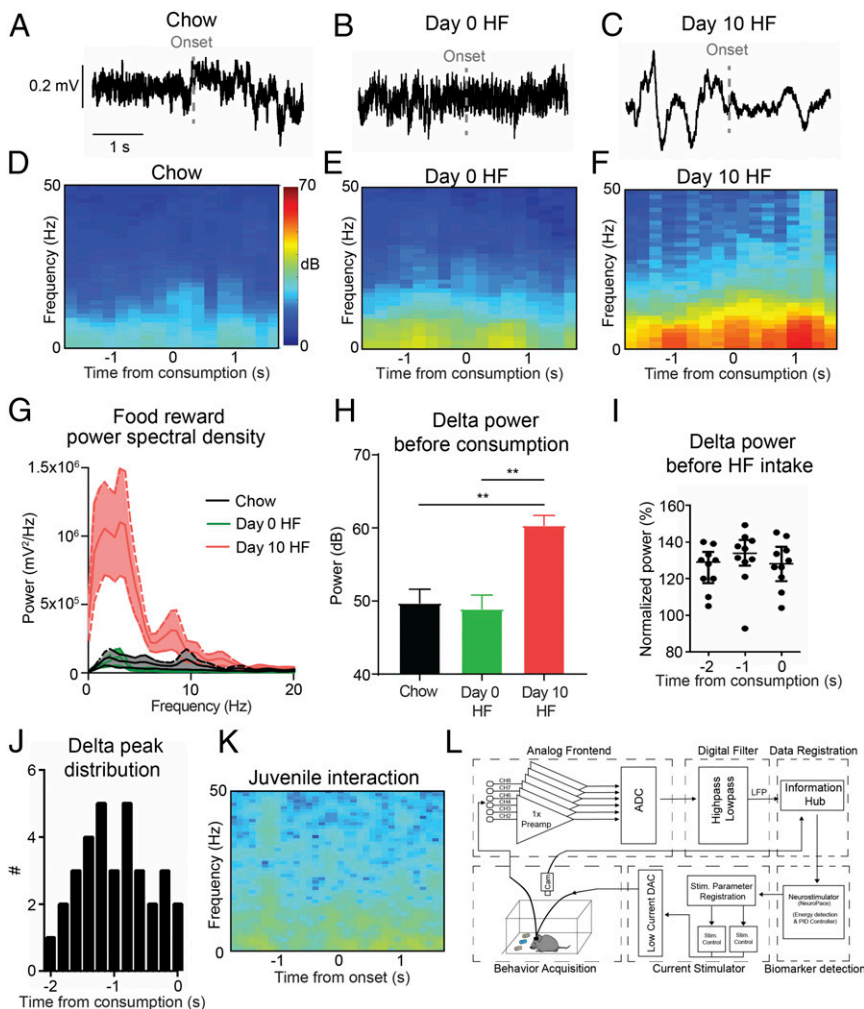 A
Chow
Onset
0.2 mV
1 s
B
Day 0 HF
C
Day 10 HF
Onset
D
Chow
50
Frequency (Hz)
0
-1 0 1
Time from consumption (s)
70
dB
0
E
Day 0 HF
50
Frequency (Hz)
0
-1 0 1
Time from consumption (s)
F
Day 10 HF
50
Frequency (Hz)
0
-1 0 1
Time from consumption (s)
G
Food reward
power spectral density
1.5x10⁶
10⁶
5x10⁵
0
Power (mV²/Hz)
Chow
Day 0 HF
Day 10 HF
0 10 20
Frequency (Hz)
H
Delta power
before consumption
70
60
50
40
Power (dB)
**
**
Chow
Day 0
HF
Day 10
HF
I
Delta power
before HF intake
160
140
120
100
80
Normalized power (%)
-2 -1 0
Time from consumption (s)
J
Delta peak
distribution
6
4
2
0
#
-2 -1 0
Time from consumption (s)
K
Juvenile interaction
50
Frequency (Hz)
0
-1 0 1
Time from onset (s)
L
Analog Frontend
Digital Filter
Data Registration
CH8
CH7
CH6
CH4
CH3
CH2
1x
Preamp
ADC
Highpass
Lowpass
LFP
Information
Hub
Cam
Low Current DAC
Stim. Parameter
Registration
Stim.
Control
Stim.
Control
Neurostimulator
(NeuroPace)
(Energy detection
& PID Controller)
Behavior Acquisition
Current Stimulator
Biomarker detection